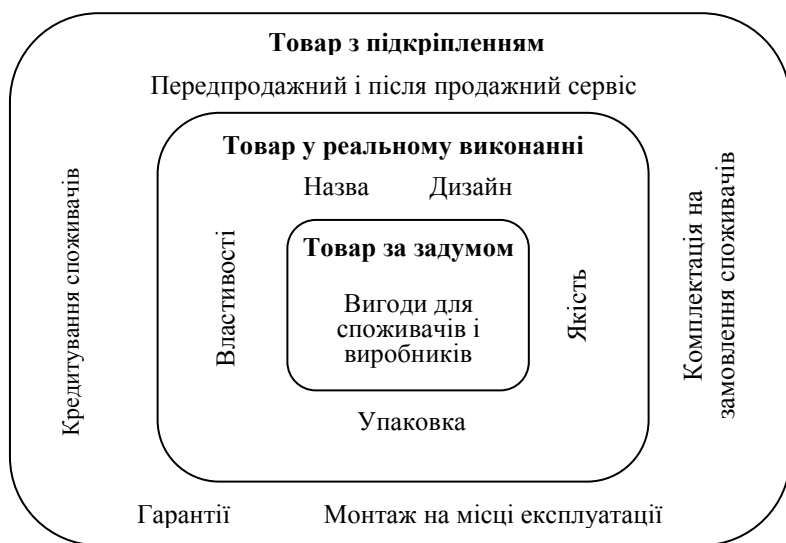 Товар з підкріпленням
Передпродажний і після продажний сервіс
Кредитування споживачів
Товар у реальному виконанні
Назва Дизайн
Властивості
Товар за задумом
Вигоди для
споживачів і
виробників
Якість
Упаковка
Комплектація на
замовлення споживачів
Гарантії Монтаж на місці експлуатації